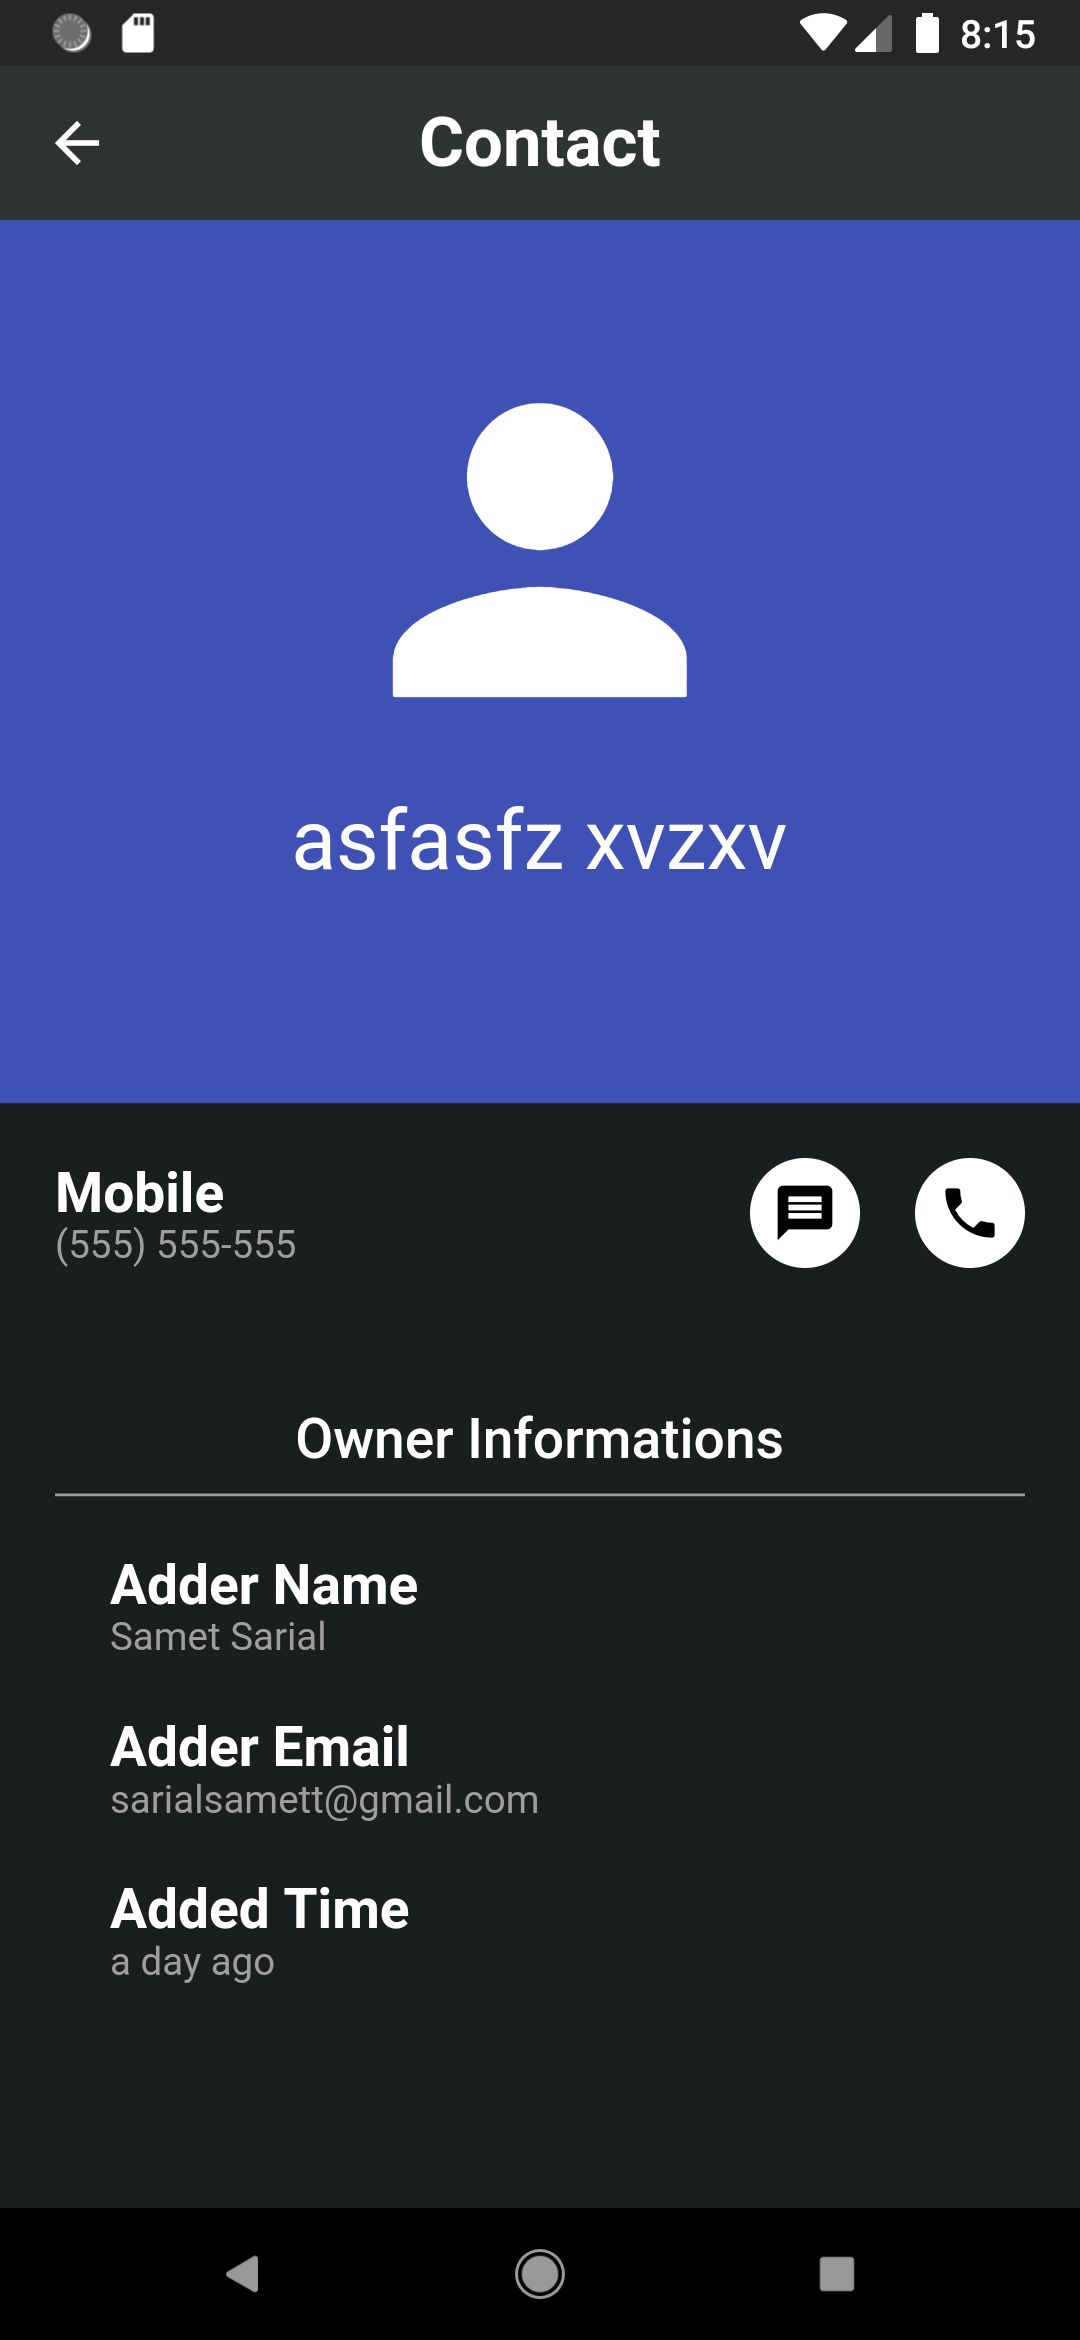 8:15
Contact
asfasfz xvzxv
Mobile
(555) 555-555
Owner Informations
Adder Name
Samet Sarial
Adder Email
sarialsamett@gmail.com
Added Time
a day ago